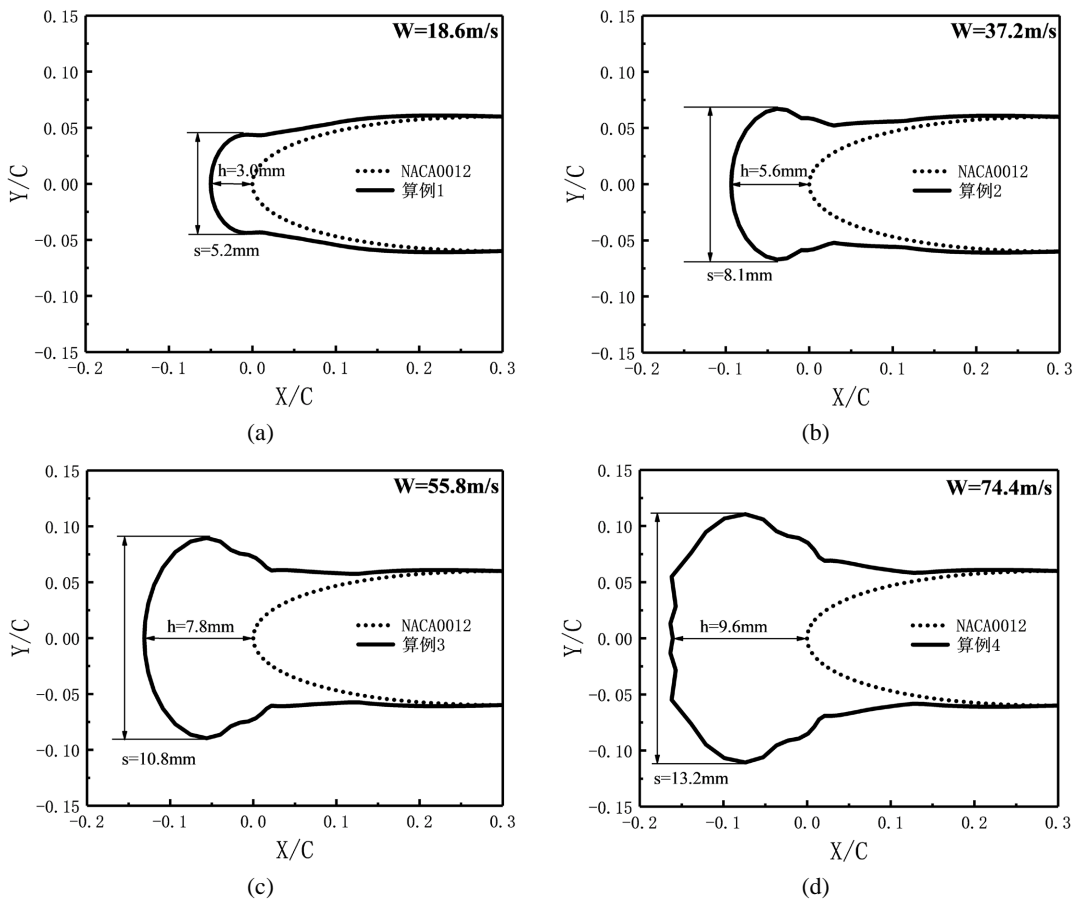 W=18.6m/s
0.15
0.10
0.05
0.00
-0.05
-0.10
-0.15
Y/C
h=3.0mm
s=5.2mm
NACA0012
算例1
-0.2 -0.1 0.0 0.1 0.2 0.3
X/C
(a)
W=37.2m/s
0.15
0.10
0.05
0.00
-0.05
-0.10
-0.15
Y/C
h=5.6mm
s=8.1mm
NACA0012
算例2
-0.2 -0.1 0.0 0.1 0.2 0.3
X/C
(b)
W=55.8m/s
0.15
0.10
0.05
0.00
-0.05
-0.10
-0.15
Y/C
h=7.8mm
s=10.8mm
NACA0012
算例3
-0.2 -0.1 0.0 0.1 0.2 0.3
X/C
(c)
W=74.4m/s
0.15
0.10
0.05
0.00
-0.05
-0.10
-0.15
Y/C
h=9.6mm
s=13.2mm
NACA0012
算例4
-0.2 -0.1 0.0 0.1 0.2 0.3
X/C
(d)